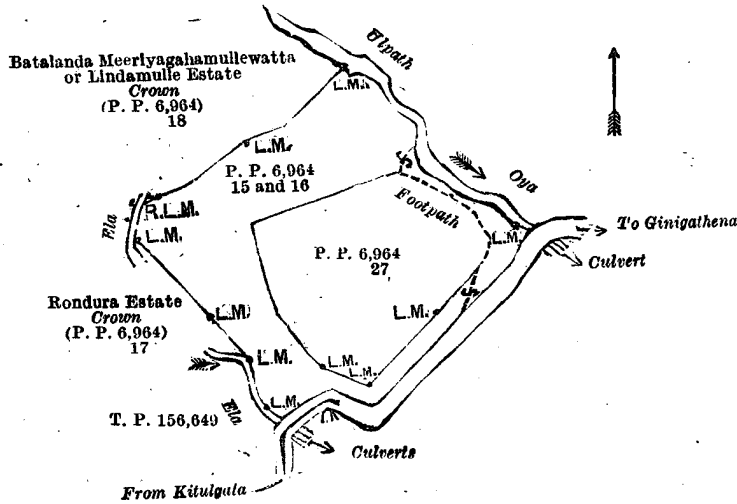 Ulpath
Batalanda Meeriyagahamullewatta
or Lindamulle Estate
Crown
(P. P. 6,964)
18
L.M.
L.M.
P. P. 6,964
15 and 16
Oya
Footpath
R.L.M.
L.M.
Ela
L.M.
To Ginigathena
P. P. 6,964
27
Culvert
Rondura Estate
Crown
(P. P. 6,964)
17
L.M.
L.M.
L.M.
L.M.
L.M.
L.M.
Ela
T. P. 156,649
Culverts
From Kitulgala